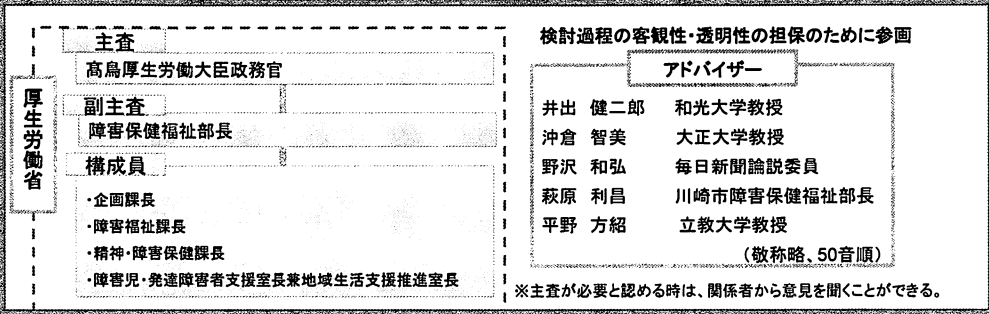 厚生労働省
主査
髙鳥厚生労働大臣政務官
副主査
障害保健福祉部長
構成員
・企画課長
・障害福祉課長
・精神・障害保健課長
・障害児・発達障害者支援室長兼地域生活支援推進室長
検討過程の客観性・透明性の担保のために参画
アドバイザー
井出 健二郎 和光大学教授
沖倉 智美 大正大学教授
野沢 和弘 毎日新聞論説委員
萩原 利昌 川崎市障害保健福祉部長
平野 方紹 立教大学教授
(敬称略、50音順)
※主査が必要と認める時は、関係者から意見を聞くことができる。